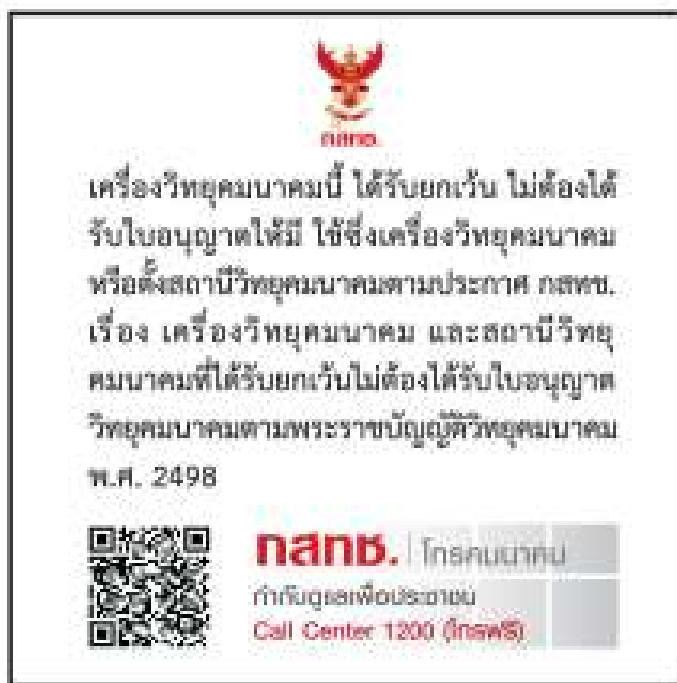 กสทช.
เครื่องวิทยุคมนาคมนี้ ได้รับยกเว้น ไม่ต้องได้
รับใบอนุญาตให้มี ใช้ซึ่งเครื่องวิทยุคมนาคม
หรือตั้งสถานีวิทยุคมนาคมตามประกาศ กสทช.
เรื่อง เครื่องวิทยุคมนาคม และสถานีวิทยุ
คมนาคมที่ได้รับยกเว้นไม่ต้องได้รับใบอนุญาต
วิทยุคมนาคมตามพระราชบัญญัติวิทยุคมนาคม
พ.ศ. 2498
กสทช. | โทรคมนาคม
กำกับดูแลเพื่อประชาชน
Call Center 1200 (โทรฟรี)